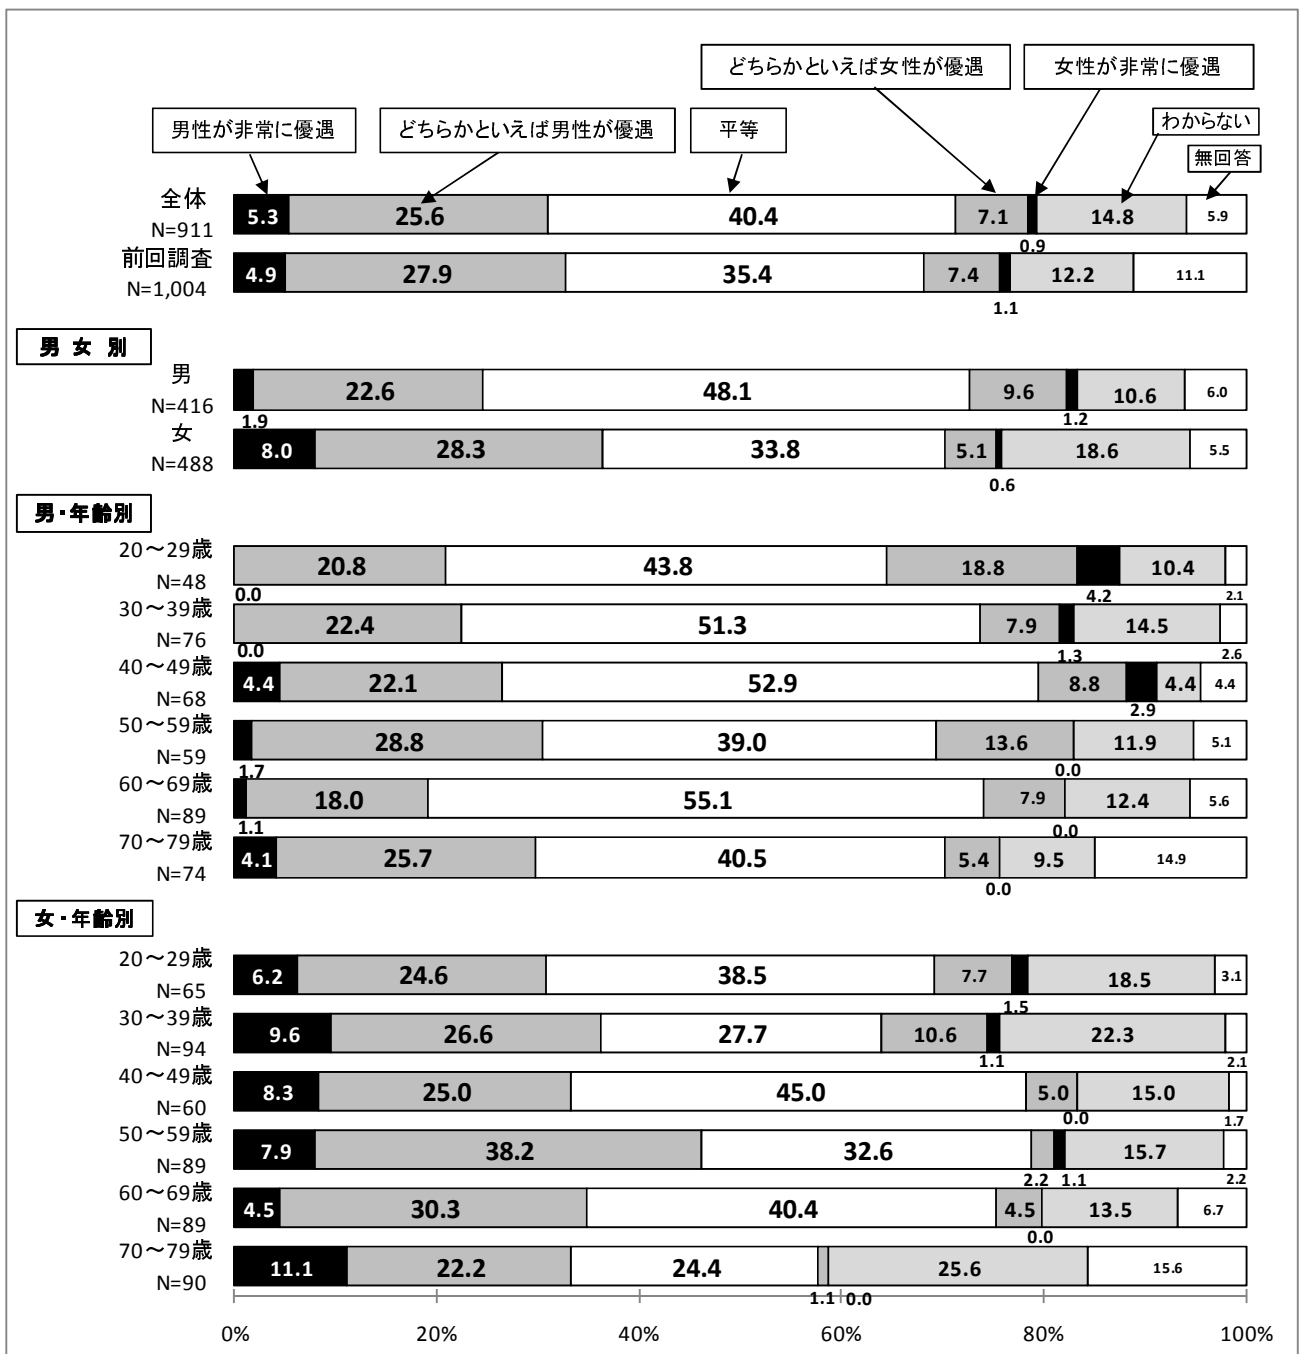 どちらかといえば女性が優遇 女性が非常に優遇
男性が非常に優遇 どちらかといえば男性が優遇 平等 わからない
無回答
全体
N=911
5.3 25.6 40.4 7.1 14.8 5.9
0.9
前回調査
N=1,004
4.9 27.9 35.4 7.4 12.2 11.1
1.1
男女別
男
N=416
22.6 48.1 9.6 10.6 6.0
1.9 1.2
女
N=488
8.0 28.3 33.8 5.1 18.6 5.5
0.6
男・年齢別
20～29歳
N=48
20.8 43.8 18.8 10.4
0.0 4.2 2.1
30～39歳
N=76
22.4 51.3 7.9 14.5
0.0 1.3 2.6
40～49歳
N=68
4.4 22.1 52.9 8.8 4.4 4.4
2.9
50～59歳
N=59
28.8 39.0 13.6 11.9 5.1
1.7 0.0
60～69歳
N=89
18.0 55.1 7.9 12.4 5.6
1.1 0.0
70～79歳
N=74
4.1 25.7 40.5 5.4 9.5 14.9
0.0
女・年齢別
20～29歳
N=65
6.2 24.6 38.5 7.7 18.5 3.1
1.5
30～39歳
N=94
9.6 26.6 27.7 10.6 22.3
1.1 2.1
40～49歳
N=60
8.3 25.0 45.0 5.0 15.0
0.0 1.7
50～59歳
N=89
7.9 38.2 32.6 15.7
2.2 1.1 2.2
60～69歳
N=89
4.5 30.3 40.4 4.5 13.5 6.7
0.0
70～79歳
N=90
11.1 22.2 24.4 25.6 15.6
1.1 0.0
0% 20% 40% 60% 80% 100%